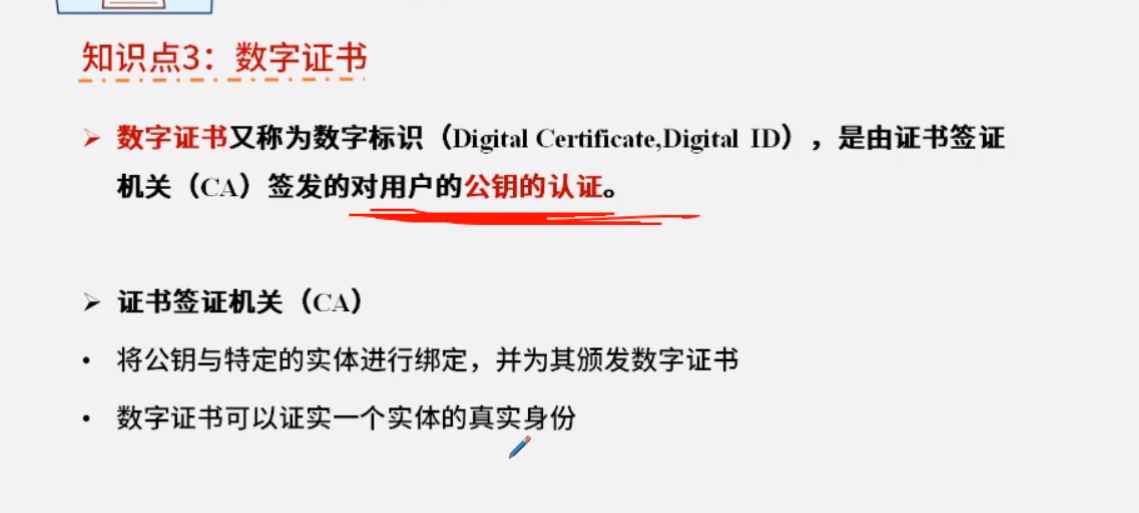 知识点3：数字证书
数字证书又称为数字标识（Digital Certificate,Digital ID），是由证书签证
机关（CA）签发的对用户的公钥的认证。
证书签证机关（CA）
• 将公钥与特定的实体进行绑定，并为其颁发数字证书
• 数字证书可以证实一个实体的真实身份